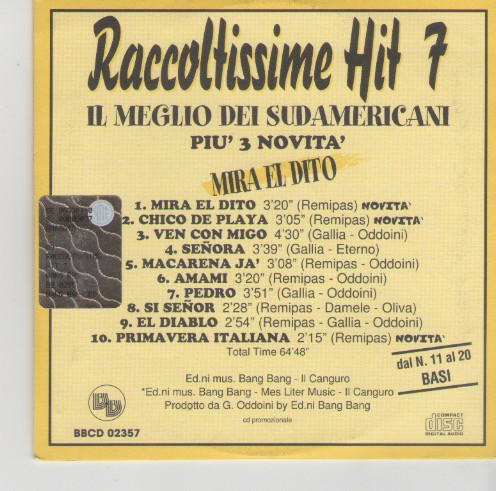 Raccoltissime Hit 7
IL MEGLIO DEI SUDAMERICANI
PIU' 3 NOVITA'
MIRA EL DITO
1. MIRA EL DITO 3'20" (Remipas) NOVITA'
2. CHICO DE PLAYA 3'05" (Remipas) NOVITA'
3. VEN CON MIGO 4'30" (Gallia - Oddoini)
4. SEÑORA 3'39" (Gallia - Eterno)
5. MACARENA JA' 3'08" (Remipas - Oddoini)
6. AMAMI 3'20" (Remipas - Oddoini)
7. PEDRO 3'51" (Gallia - Oddoini)
8. SI SEÑOR 2'28" (Remipas - Damele - Oliva)
9. EL DIABLO 2'54" (Remipas - Gallia - Oddoini)
10. PRIMAVERA ITALIANA 2'15" (Remipas) NOVITA'
Total Time 64'48"
dal N. 11 al 20
BASI
Ed.ni mus. Bang Bang - Il Canguro
*Ed.ni mus. Bang Bang - Mes Liter Music - Il Canguro
Prodotto da G. Oddoini by Ed.ni Bang Bang
cd promozionale
BB
BBCD 02357
COMPACT
disc
DIGITAL AUDIO